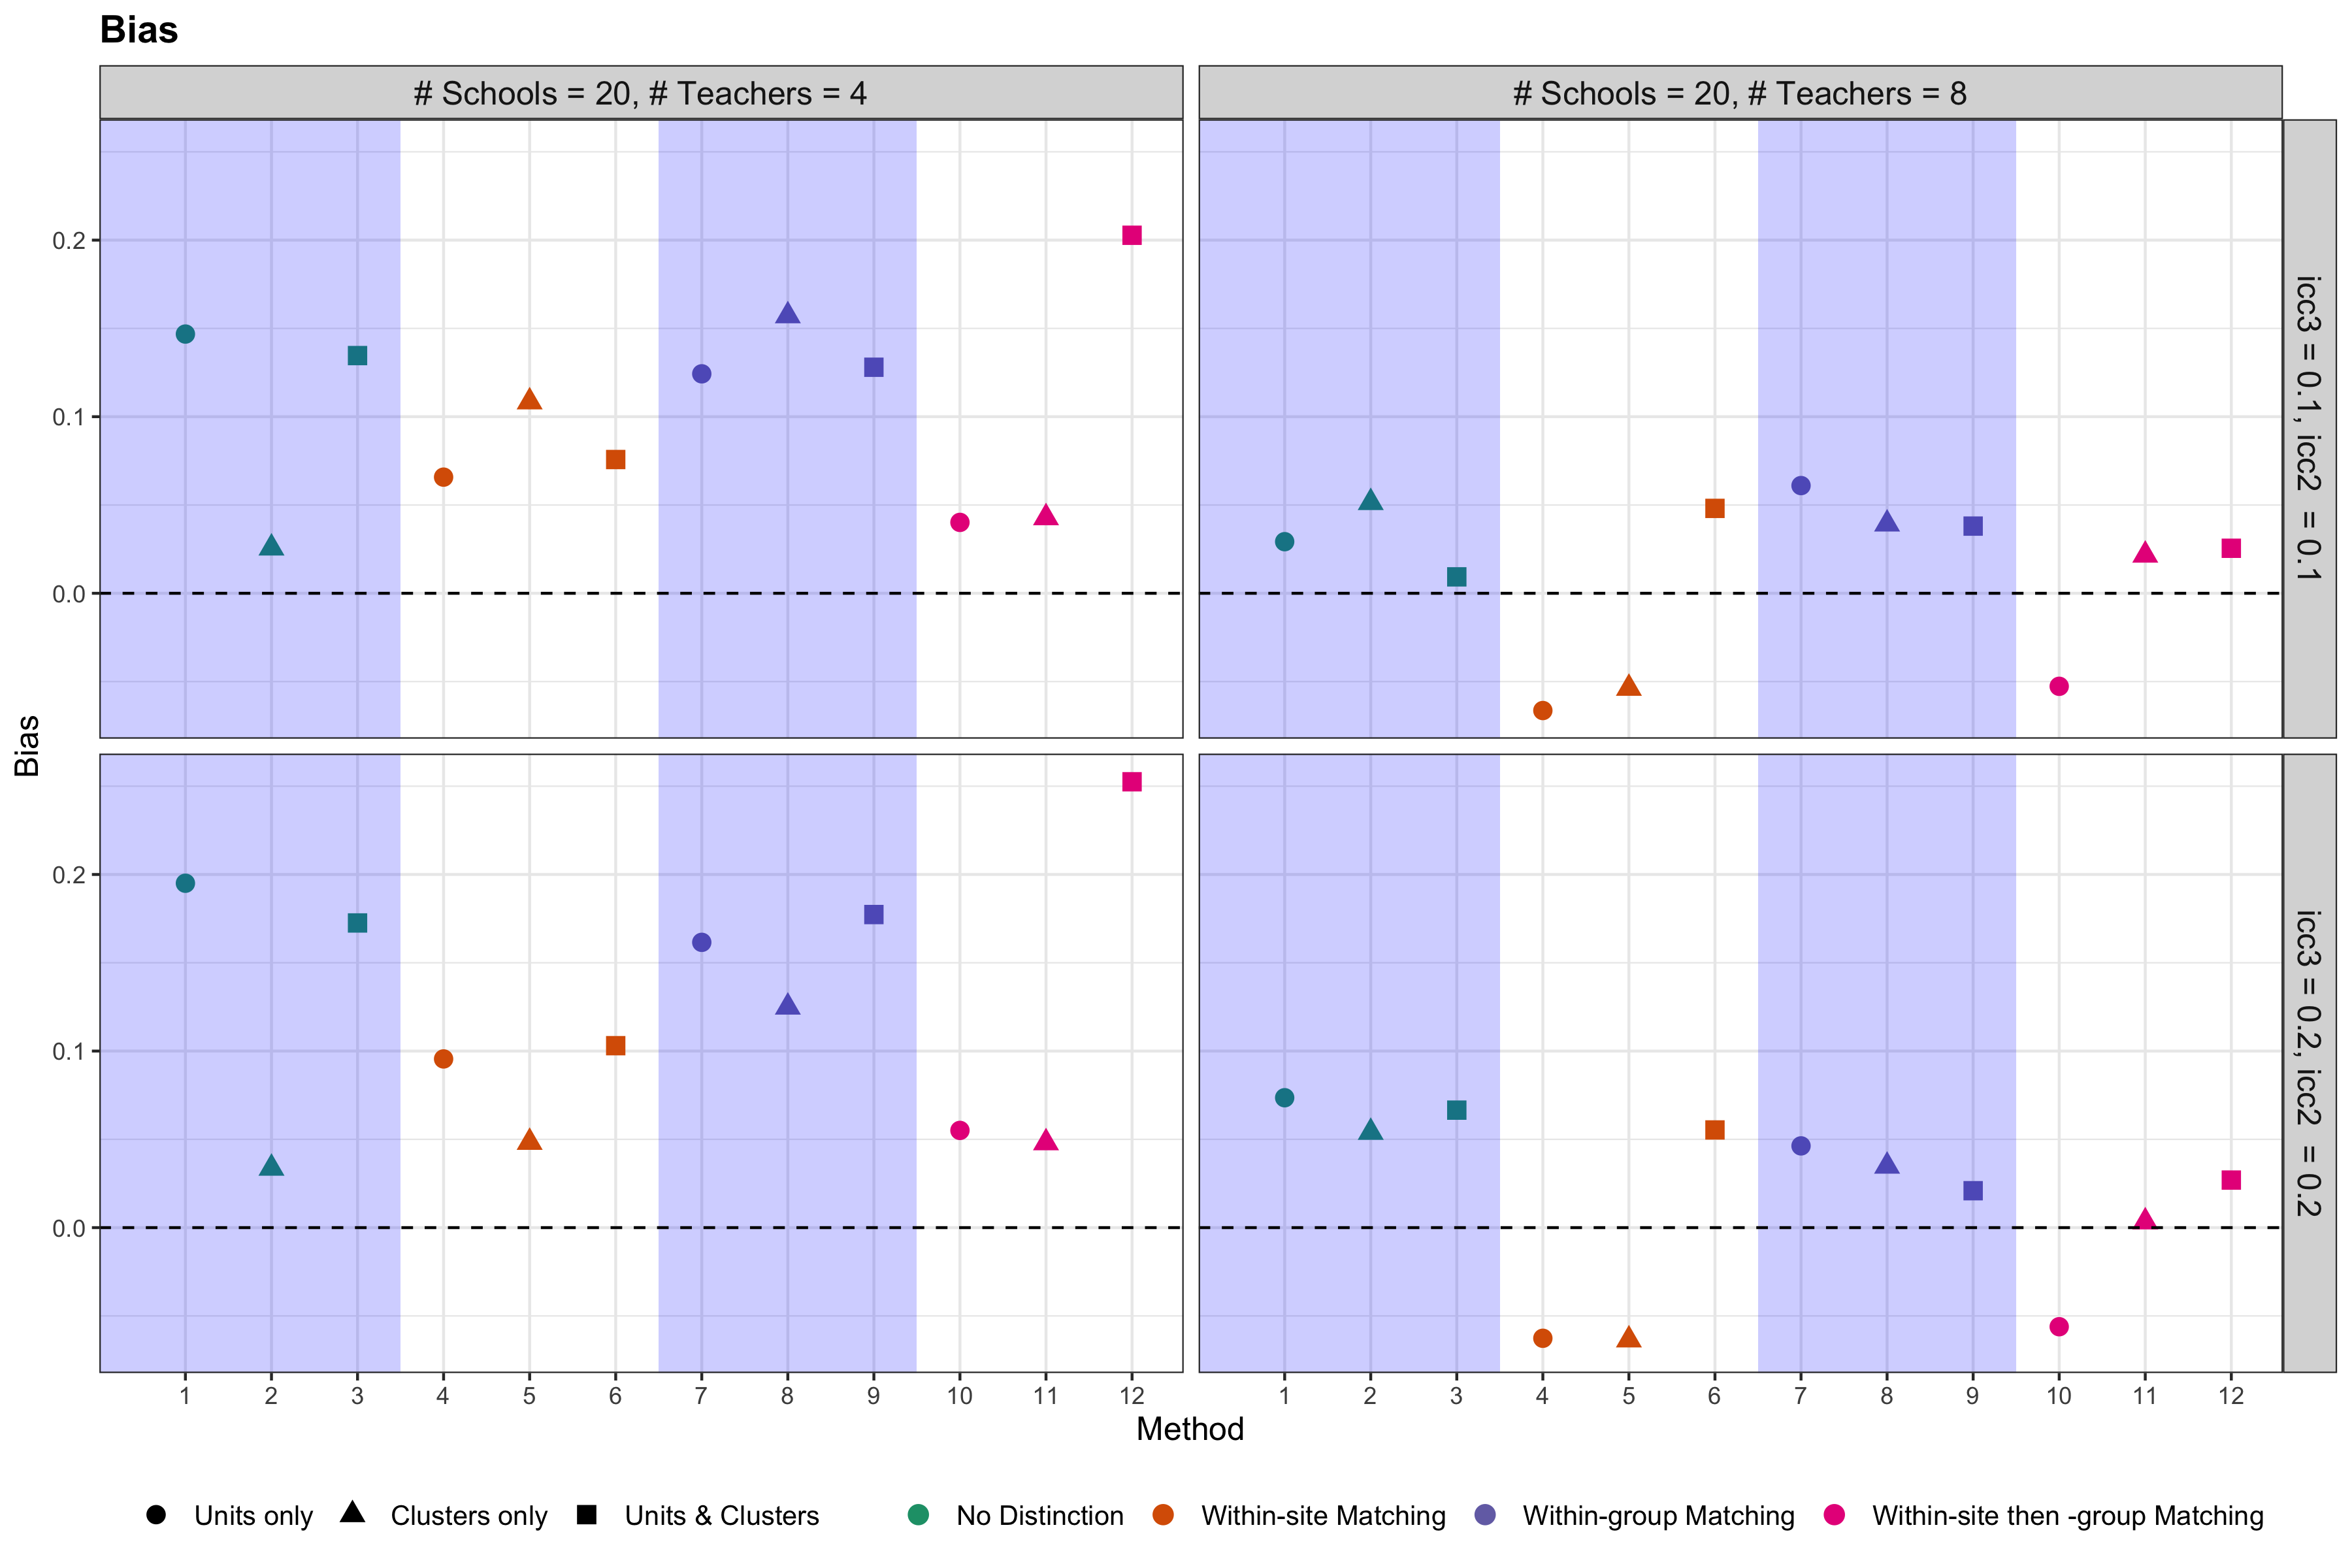 Bias
# Schools = 20, # Teachers = 4
# Schools = 20, # Teachers = 8
0.2
0.1
0.0
icc3 = 0.1, icc2 = 0.1
Bias
0.2
0.1
0.0
icc3 = 0.2, icc2 = 0.2
1 2 3 4 5 6 7 8 9 10 11 12
1 2 3 4 5 6 7 8 9 10 11 12
Method
Units only Clusters only Units & Clusters No Distinction Within-site Matching Within-group Matching Within-site then -group Matching